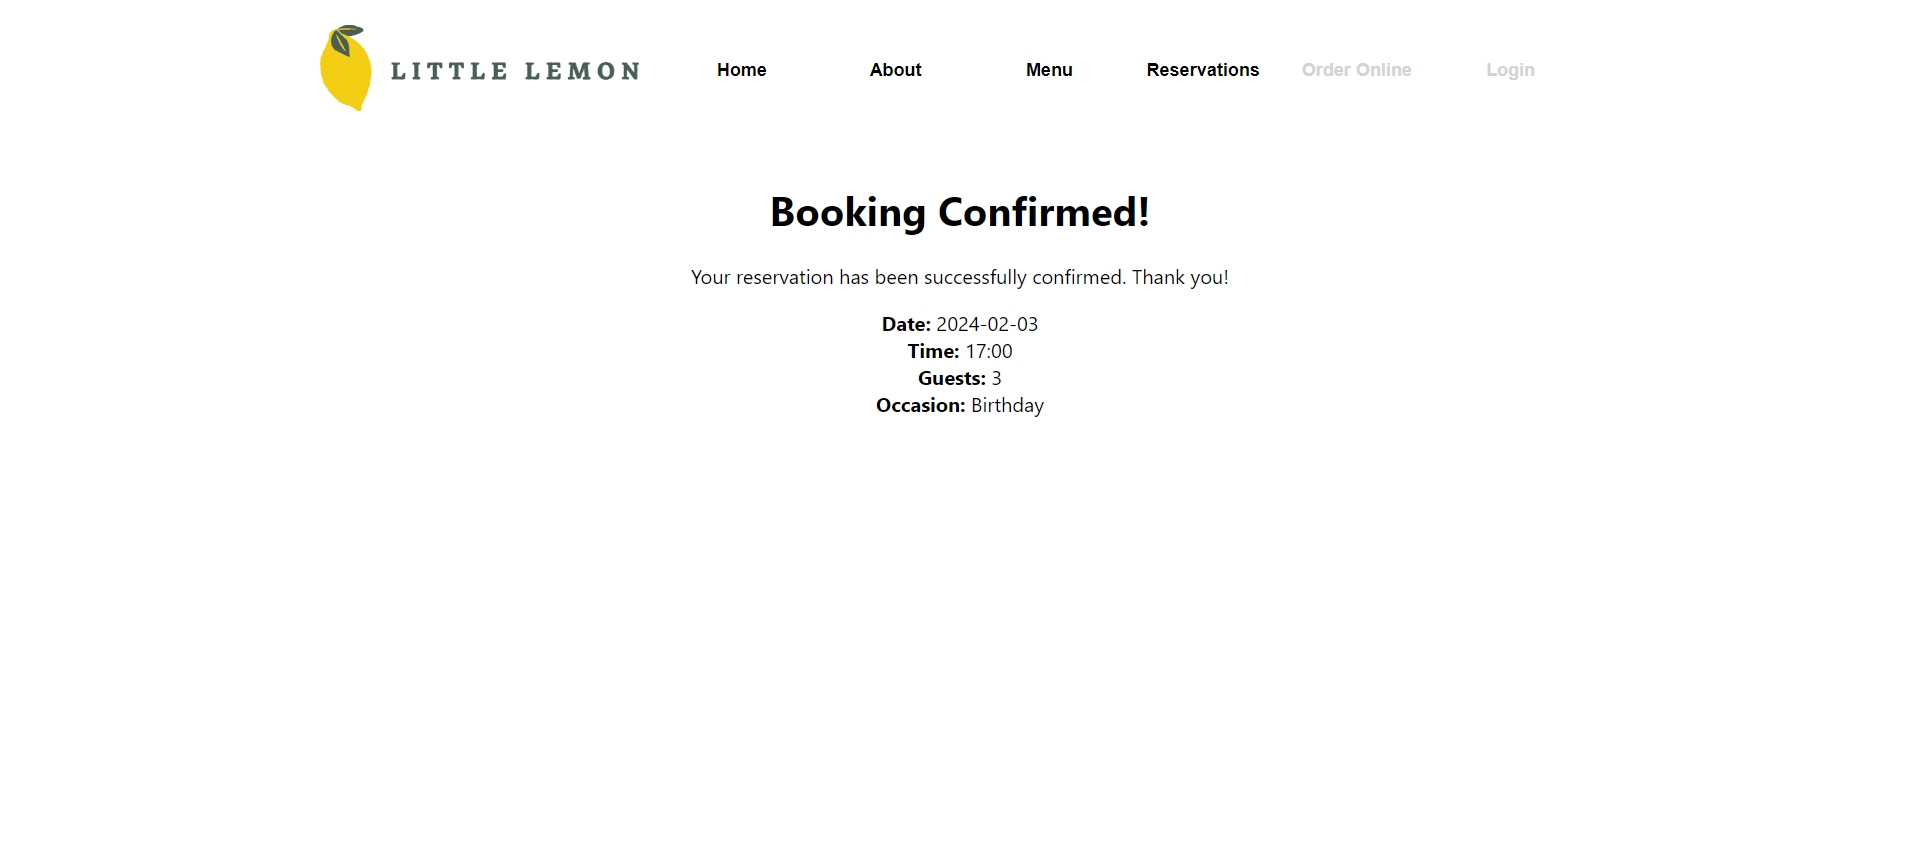 LITTLE LEMON Home About Menu Reservations Order Online Login
Booking Confirmed!
Your reservation has been successfully confirmed. Thank you!
Date: 2024-02-03
Time: 17:00
Guests: 3
Occasion: Birthday